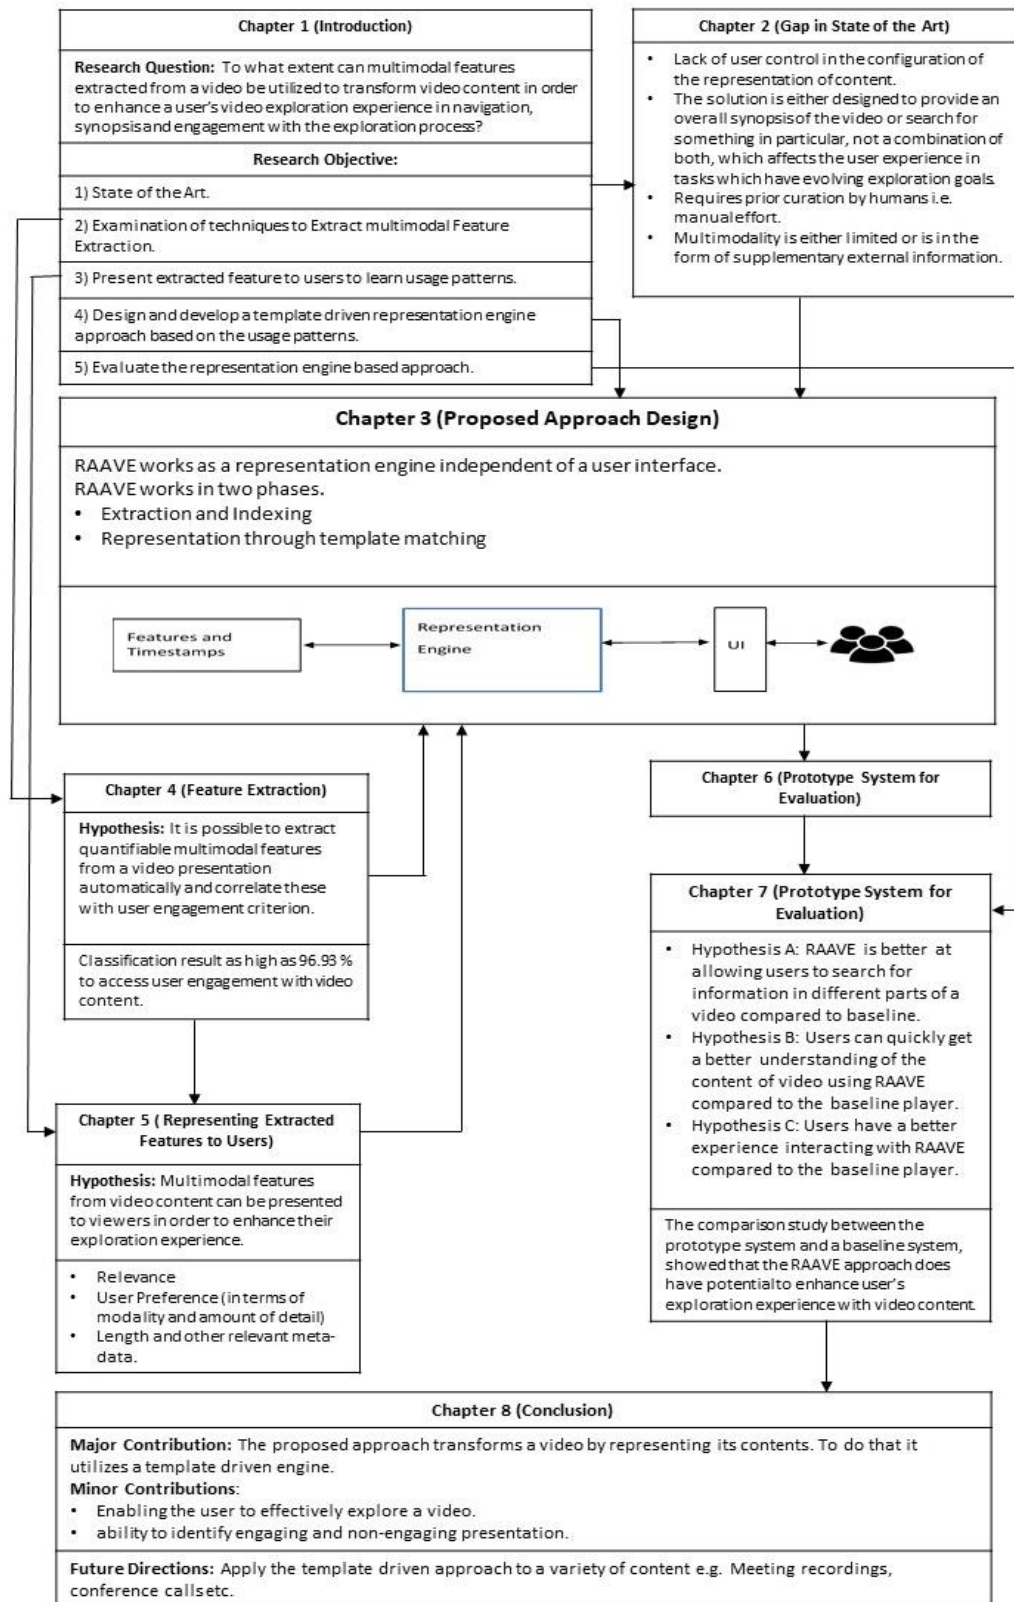 Chapter 1 (Introduction)
Research Question: To what extent can multimodal features
extracted from a video be utilized to transform video content in order
to enhance a user's video exploration experience in navigation,
synopsis and engagement with the exploration process?
Research Objective:
1) State of the Art.
2) Examination of techniques to Extract multimodal Feature
Extraction.
3) Present extracted feature to users to learn usage patterns.
4) Design and develop a template driven representation engine
approach based on the usage patterns.
5) Evaluate the representation engine based approach.
Chapter 2 (Gap in State of the Art)
• Lack of user control in the configuration of
the representation of content.
• The solution is either designed to provide an
overall synopsis of the video or search for
something in particular, not a combination of
both, which affects the user experience in
tasks which have evolving exploration goals.
• Requires prior curation by humans i.e.
manual effort.
• Multimodality is either limited or is in the
form of supplementary external information.
Chapter 3 (Proposed Approach Design)
RAAVE works as a representation engine independent of a user interface.
RAAVE works in two phases.
• Extraction and Indexing
• Representation through template matching
Features and
Timestamps
Representation
Engine
UI
Chapter 4 (Feature Extraction)
Hypothesis: It is possible to extract
quantifiable multimodal features
from a video presentation
automatically and correlate these
with user engagement criterion.
Classification result as high as 96.93 %
to access user engagement with video
content.
Chapter 5 ( Representing Extracted
Features to Users)
Hypothesis: Multimodal features
from video content can be presented
to viewers in order to enhance their
exploration experience.
• Relevance
• User Preference (in terms of
modality and amount of detail)
• Length and other relevant meta-
data.
Chapter 6 (Prototype System for
Evaluation)
Chapter 7 (Prototype System for
Evaluation)
• Hypothesis A: RAAVE is better at
allowing users to search for
information in different parts of a
video compared to baseline.
• Hypothesis B: Users can quickly get
a better understanding of the
content of video using RAAVE
compared to the baseline player.
• Hypothesis C: Users have a better
experience interacting with RAAVE
compared to the baseline player.
The comparison study between the
prototype system and a baseline system,
showed that the RAAVE approach does
have potential to enhance user's
exploration experience with video content.
Chapter 8 (Conclusion)
Major Contribution: The proposed approach transforms a video by representing its contents. To do that it
utilizes a template driven engine.
Minor Contributions:
• Enabling the user to effectively explore a video.
• ability to identify engaging and non-engaging presentation.
Future Directions: Apply the template driven approach to a variety of content e.g. Meeting recordings,
conference calls etc.